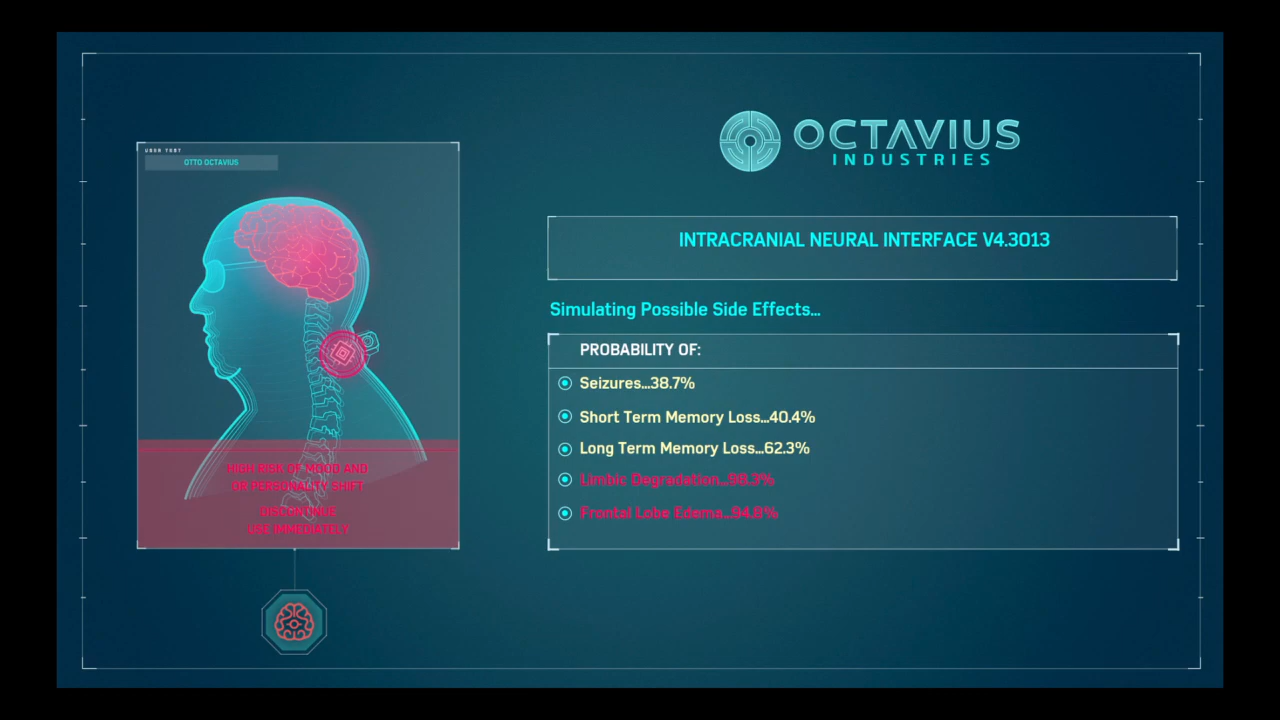 USER TOBY
OTTO OCTAVIUS
HIGH RISK OF MOOD AND
OR PERSONALITY SHIFT
DISCONTINUE
USE IMMEDIATELY
OCTAVIUS
INDUSTRIES
INTRACRANIAL NEURAL INTERFACE V4.3013
Simulating Possible Side Effects...
PROBABILITY OF:
Seizures...38.7%
Short Term Memory Loss...40.4%
Long Term Memory Loss...62.3%
Limbic Degradation...98.3%
Frontal Lobe Edema...94.8%